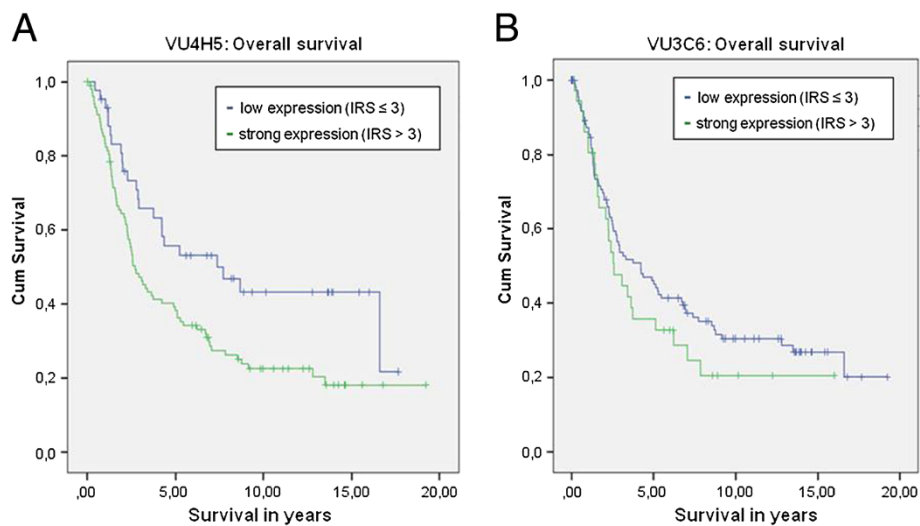 A
VU4H5: Overall survival
low expression (IRS ≤ 3)
strong expression (IRS > 3)
Cum Survival
1,0
0,8
0,6
0,4
0,2
0,0
,00
5,00
10,00
15,00
20,00
Survival in years
B
VU3C6: Overall survival
low expression (IRS ≤ 3)
strong expression (IRS > 3)
Cum Survival
1,0
0,8
0,6
0,4
0,2
0,0
,00
5,00
10,00
15,00
20,00
Survival in years